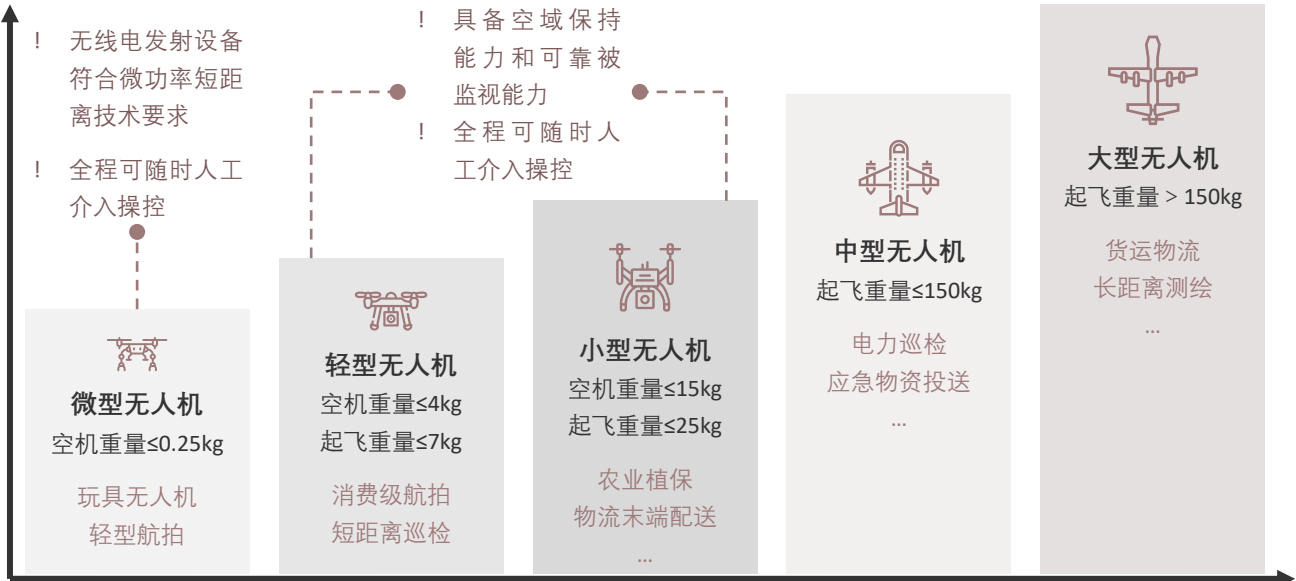 ! 无线电发射设备
符合微功率短距
离技术要求
! 全程可随时人工
介入操控
! 具备空域保持
能力和可靠被
监视能力
! 全程可随时人
工介入操控
微型无人机
空机重量≤0.25kg
玩具无人机
轻型航拍
轻型无人机
空机重量≤4kg
起飞重量≤7kg
消费级航拍
短距离巡检
小型无人机
空机重量≤15kg
起飞重量≤25kg
农业植保
物流末端配送
...
中型无人机
起飞重量≤150kg
电力巡检
应急物资投送
...
大型无人机
起飞重量 > 150kg
货运物流
长距离测绘
...